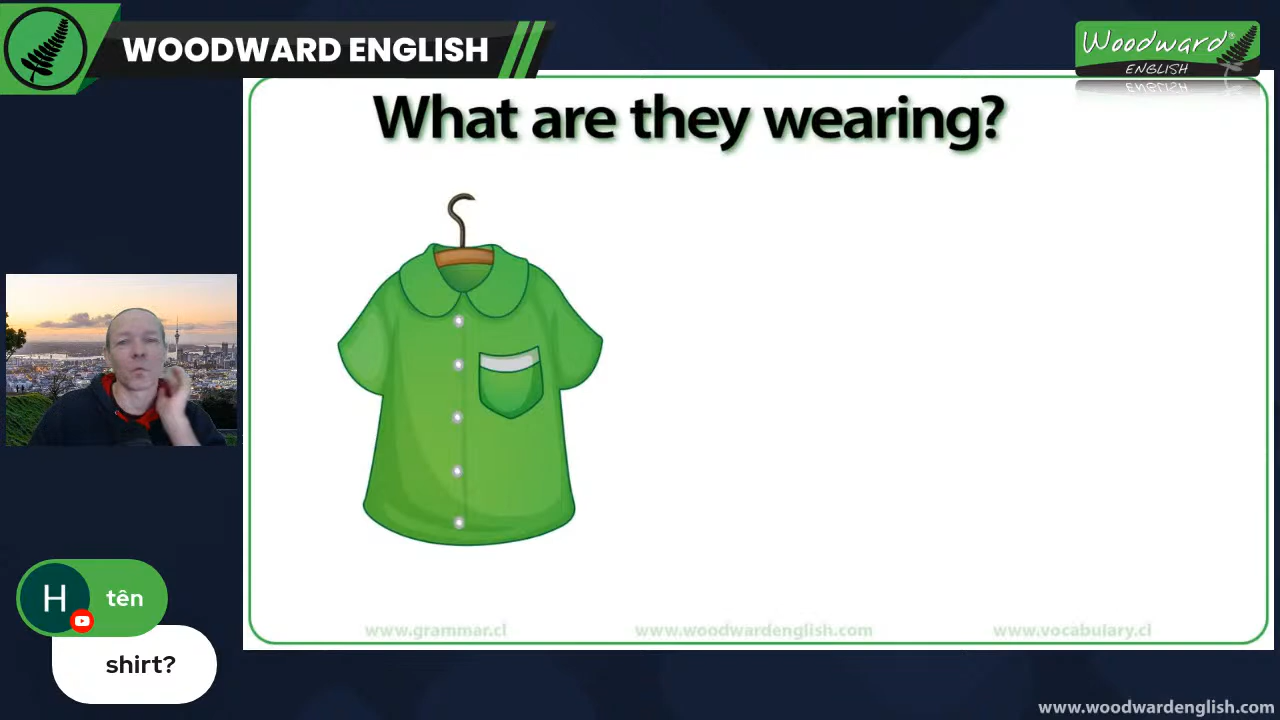 WOODWARD ENGLISH
Woodward®
ENGLISH
What are they wearing?
H
tên
shirt?
www.grammar.cl
www.woodwardenglish.com
www.vocabulary.cl
www.woodwardenglish.com